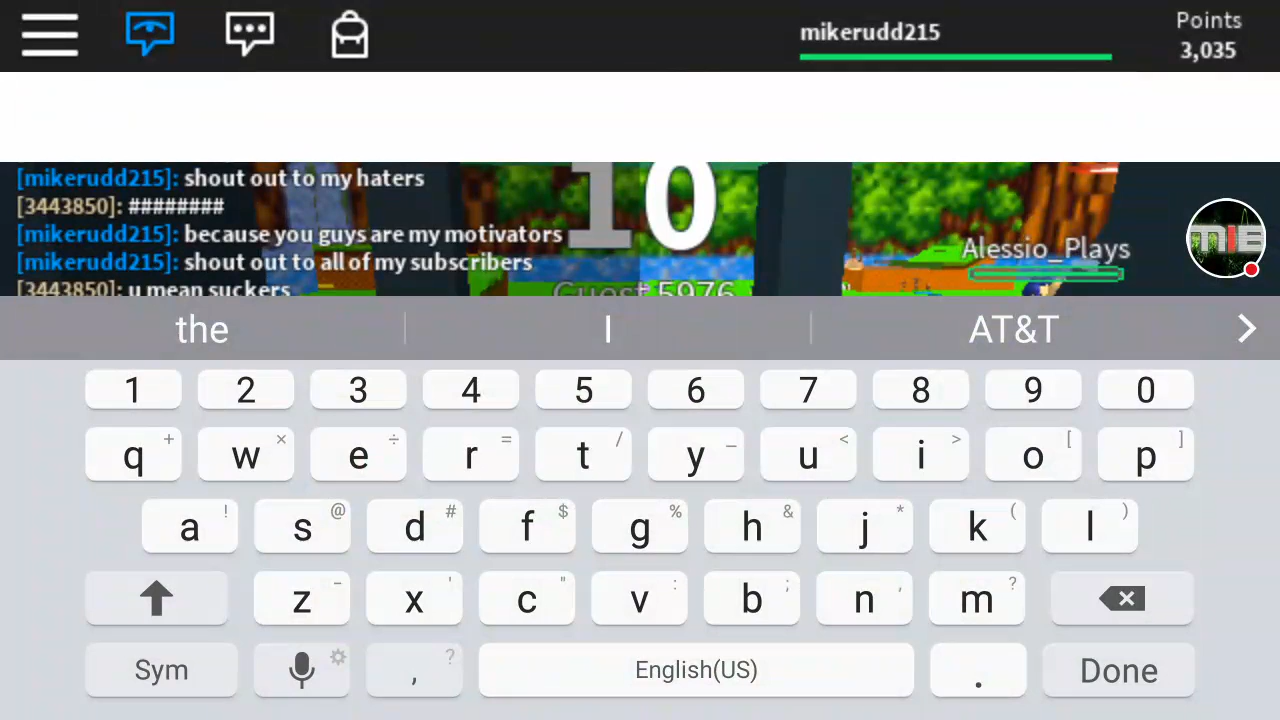 mikerudd215
Points
3,035
[mikerudd215]: shout out to my haters
[3443850]: ########
[mikerudd215]: because you guys are my motivators
[mikerudd215]: shout out to all of my subscribers
[3443850]: u mean suckers
10
Guest 5976
Alessio_Plays
the I AT&T
1 2 3 4 5 6 7 8 9 0
+ × ÷ = / _ < > [ ]
q w e r t y u i o p
! @ # $ % & * ( )
a s d f g h j k l
- ' " : ; , ?
z x c v b n m
Sym , ? English(US) . Done